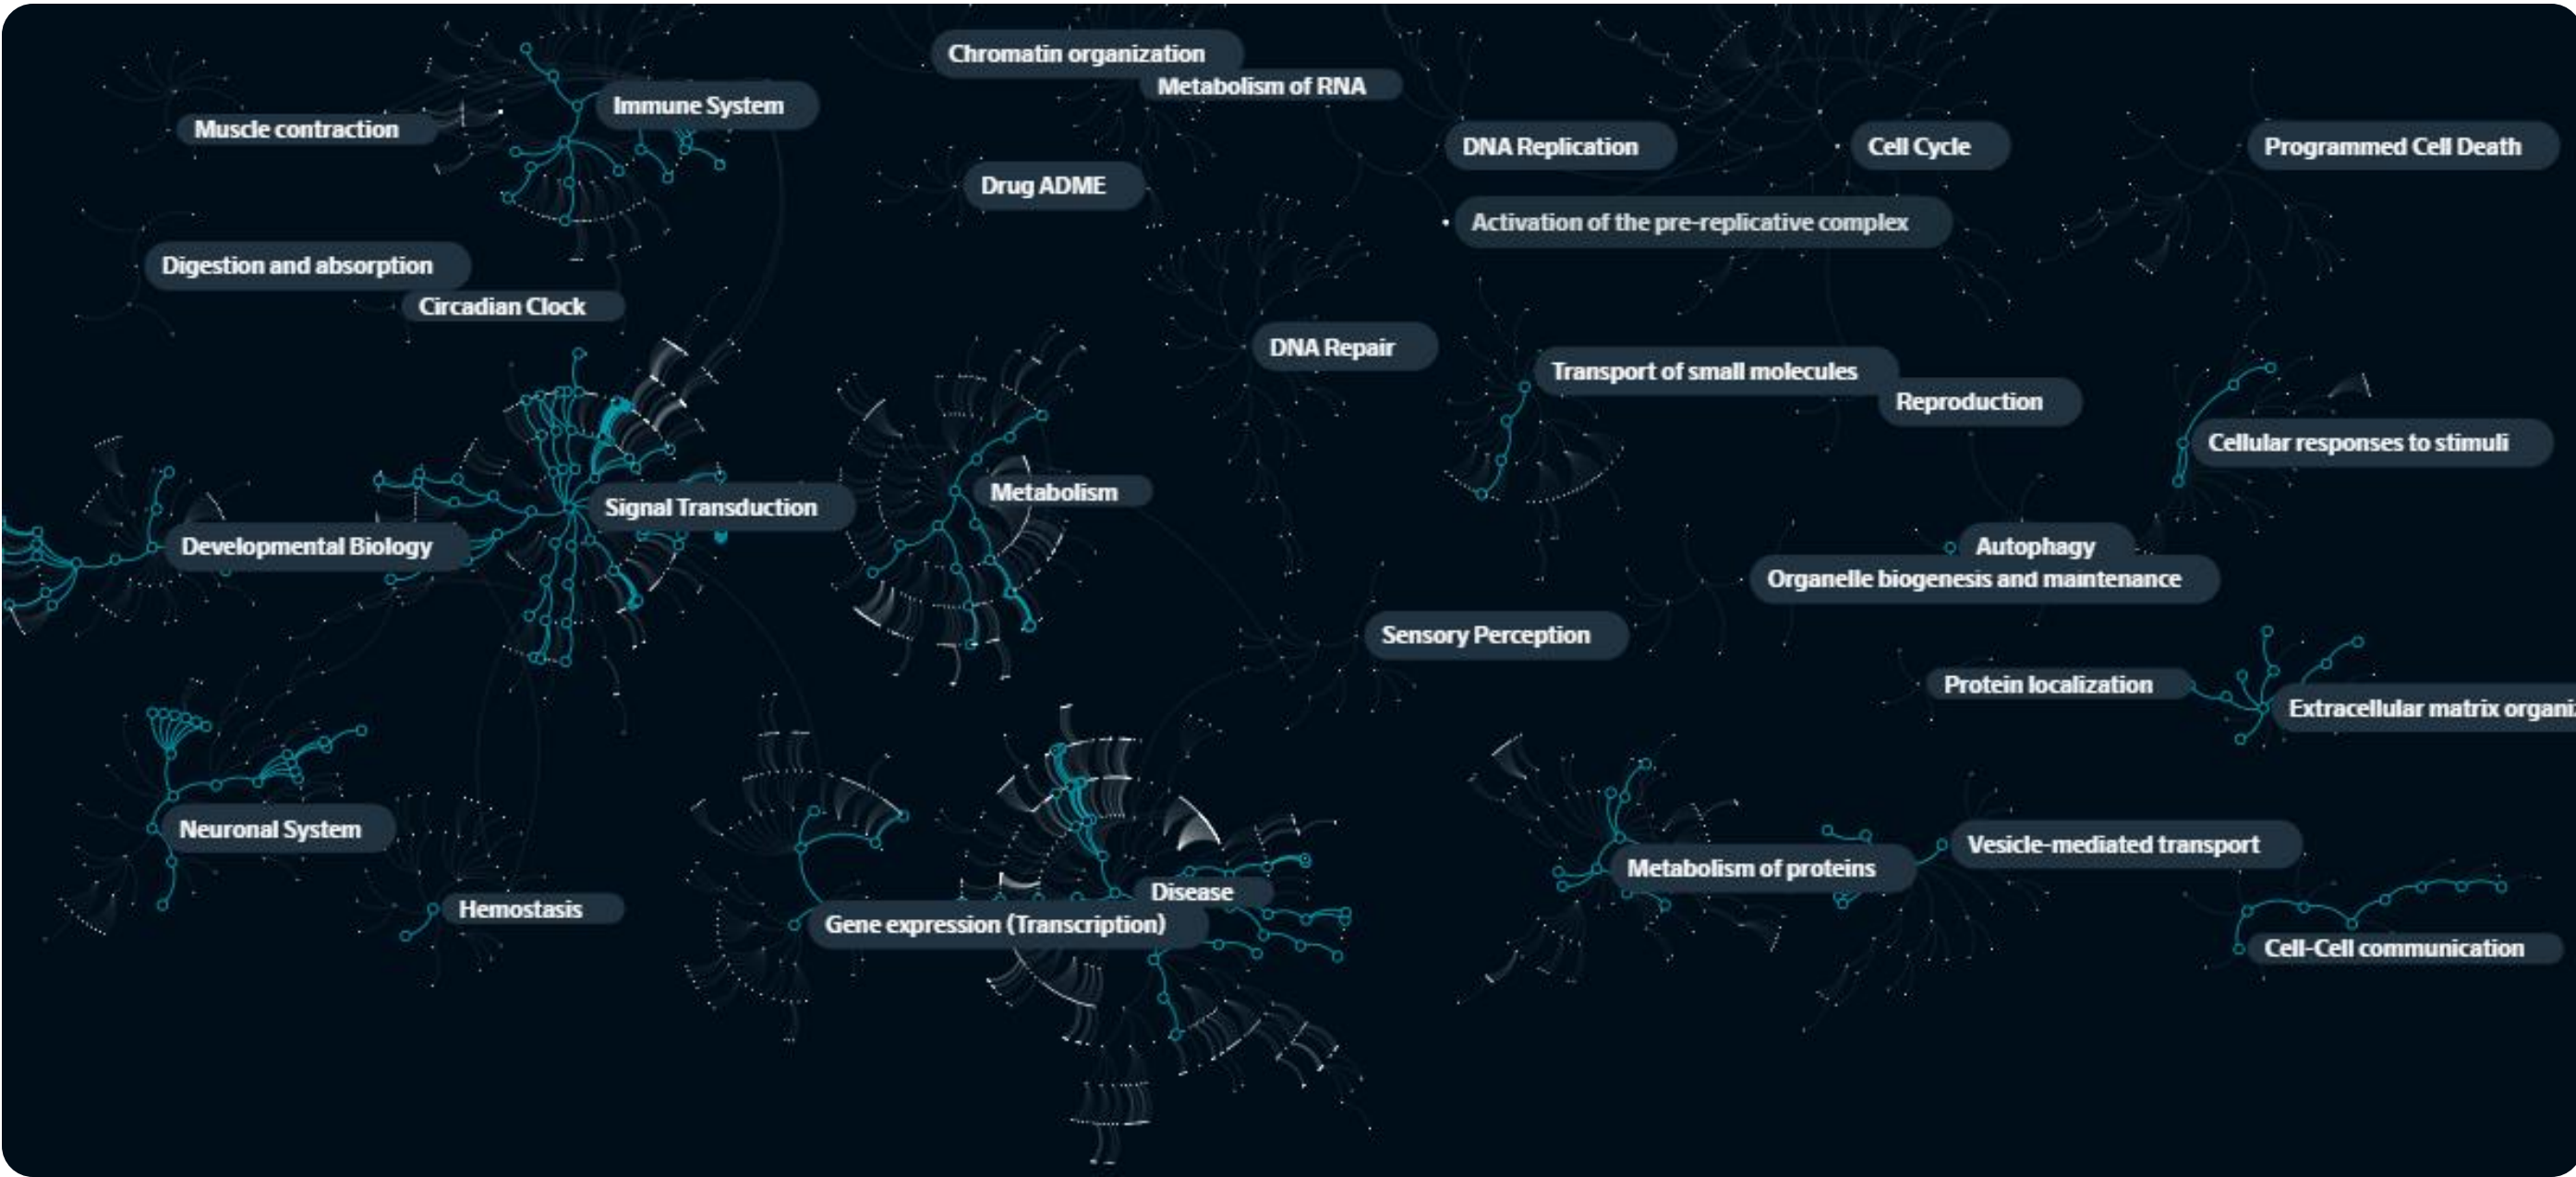 Chromatin organization
Metabolism of RNA
Immune System
Muscle contraction
DNA Replication
Cell Cycle
Programmed Cell Death
Drug ADME
Activation of the pre-replicative complex
Digestion and absorption
Circadian Clock
DNA Repair
Transport of small molecules
Reproduction
Cellular responses to stimuli
Metabolism
Signal Transduction
Developmental Biology
Autophagy
Organelle biogenesis and maintenance
Sensory Perception
Protein localization
Extracellular matrix organi
Neuronal System
Vesicle-mediated transport
Metabolism of proteins
Disease
Hemostasis
Gene expression (Transcription)
Cell-Cell communication